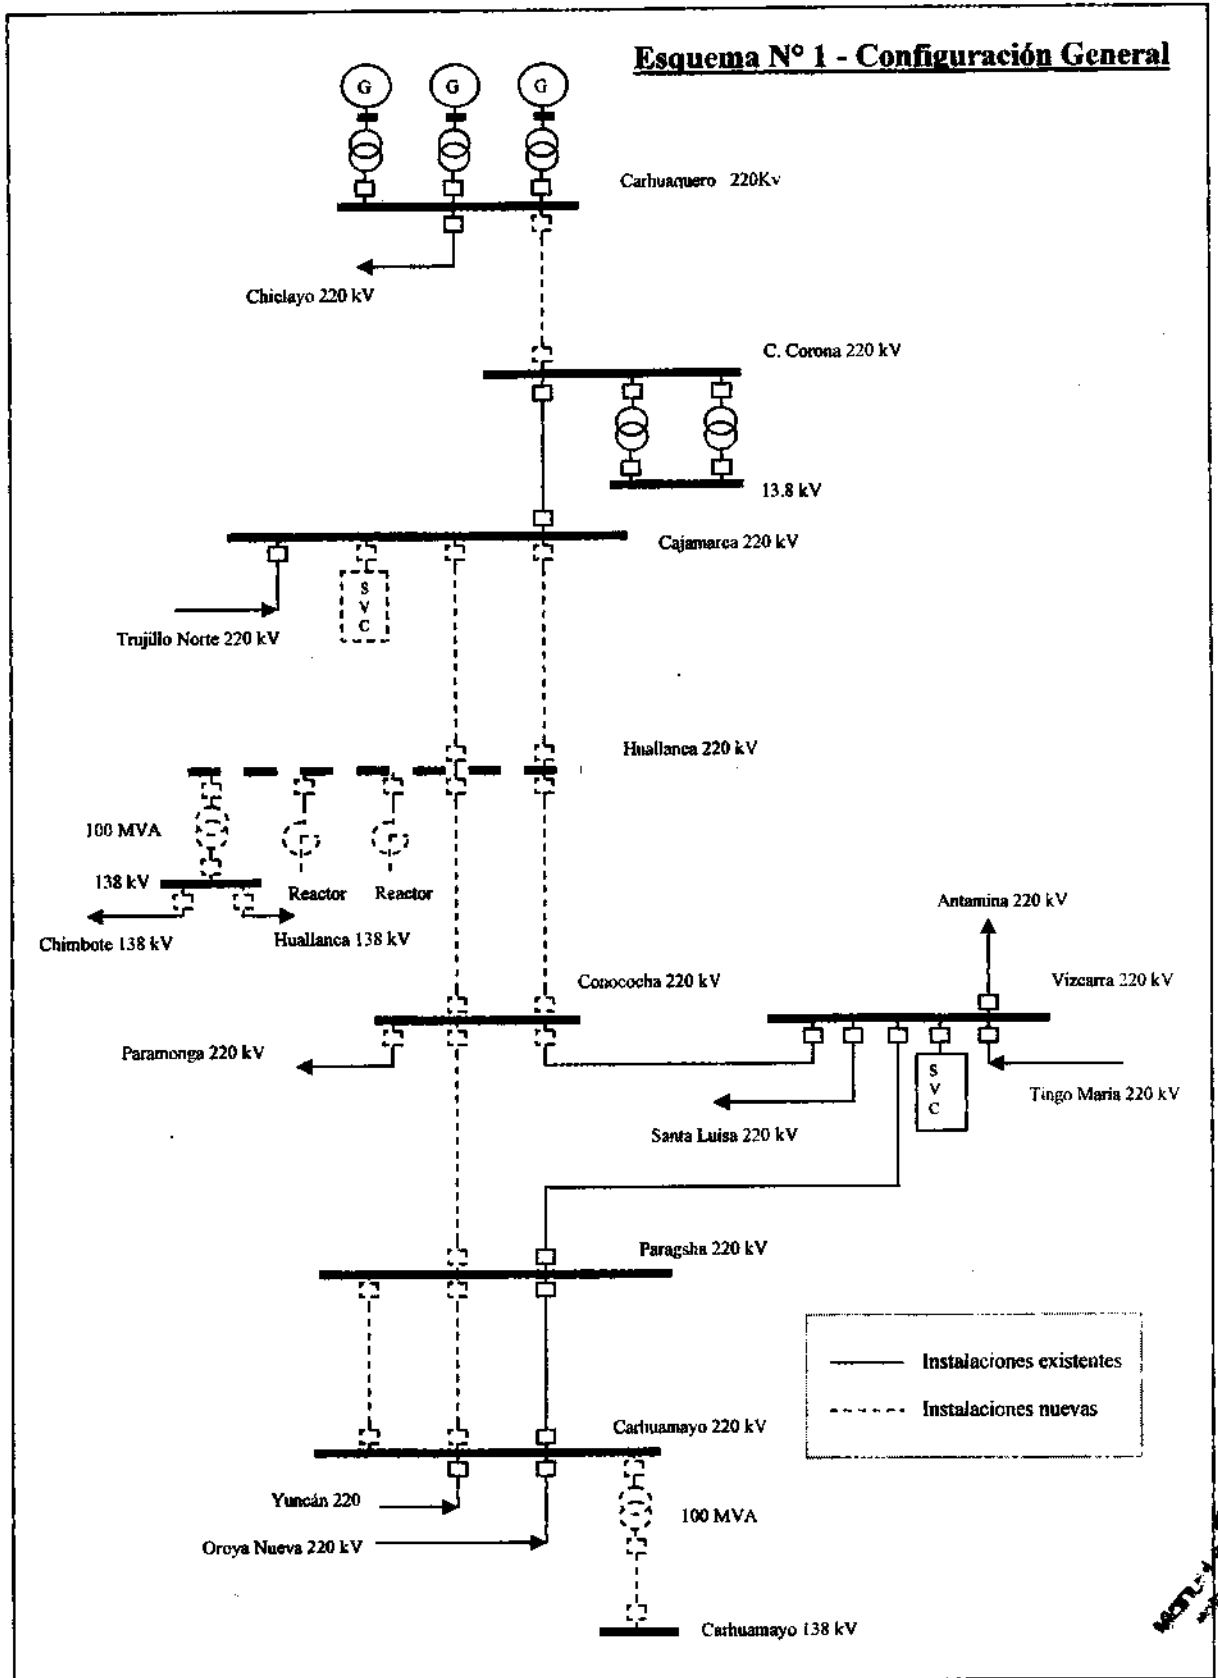 Esquema N° 1 - Configuración General
G G G
Carhuaquero 220Kv
Chiclayo 220 kV
C. Corona 220 kV
13.8 kV
Cajamarca 220 kV
S
V
C
Trujillo Norte 220 kV
Huallanca 220 kV
100 MVA
138 kV
Reactor Reactor
Chimbote 138 kV
Huallanca 138 kV
Antamina 220 kV
Conococha 220 kV
Vizcarra 220 kV
Paramonga 220 kV
S
V
C
Tingo Maria 220 kV
Santa Luisa 220 kV
Paragsha 220 kV
Instalaciones existentes
Instalaciones nuevas
Carhuamayo 220 kV
Yuncán 220
100 MVA
Oroya Nueva 220 kV
Carhuamayo 138 kV